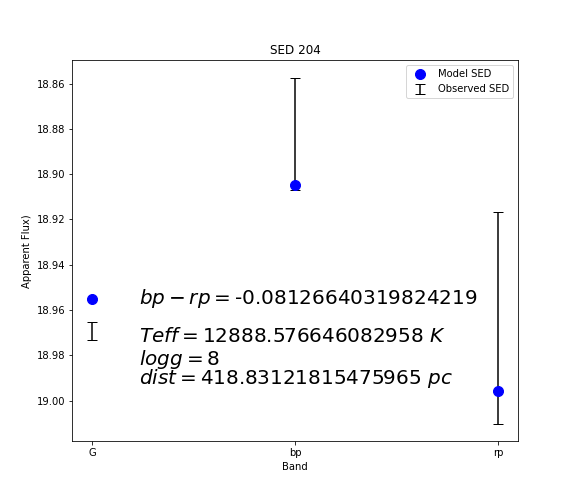 SED 204
Model SED
Observed SED
18.86
18.88
18.90
18.92
18.94
18.96
18.98
19.00
Apparent Flux)
bp − rp = -0.08126640319824219
Teff = 12888.576646082958 K
logg = 8
dist = 418.83121815475965 pc
G bp rp
Band